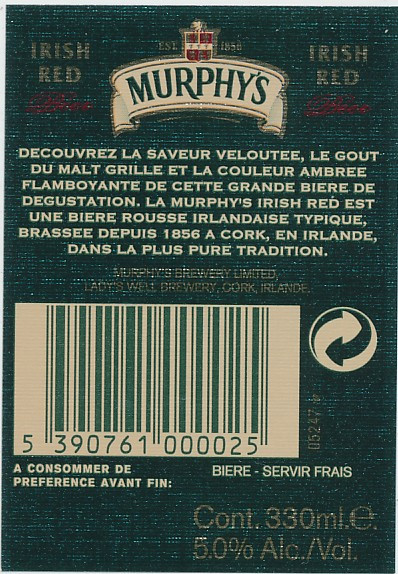 IRISH RED
EST. 1856
IRISH RED
MURPHY'S
DECOUVREZ LA SAVEUR VELOUTEE, LE GOUT
DU MALT GRILLE ET LA COULEUR AMBREE
FLAMBOYANTE DE CETTE GRANDE BIERE DE
DEGUSTATION. LA MURPHY'S IRISH RED EST
UNE BIERE ROUSSE IRLANDAISE TYPIQUE,
BRASSEE DEPUIS 1856 A CORK, EN IRLANDE,
DANS LA PLUS PURE TRADITION.
MURPHY'S BREWERY LIMITED,
LADY'S WELL BREWERY, CORK, IRLANDE.
5 390761 000025
A CONSOMMER DE
PREFERENCE AVANT FIN:
BIERE - SERVIR FRAIS
Cont. 330ml.℮.
5.0% Alc./Vol.